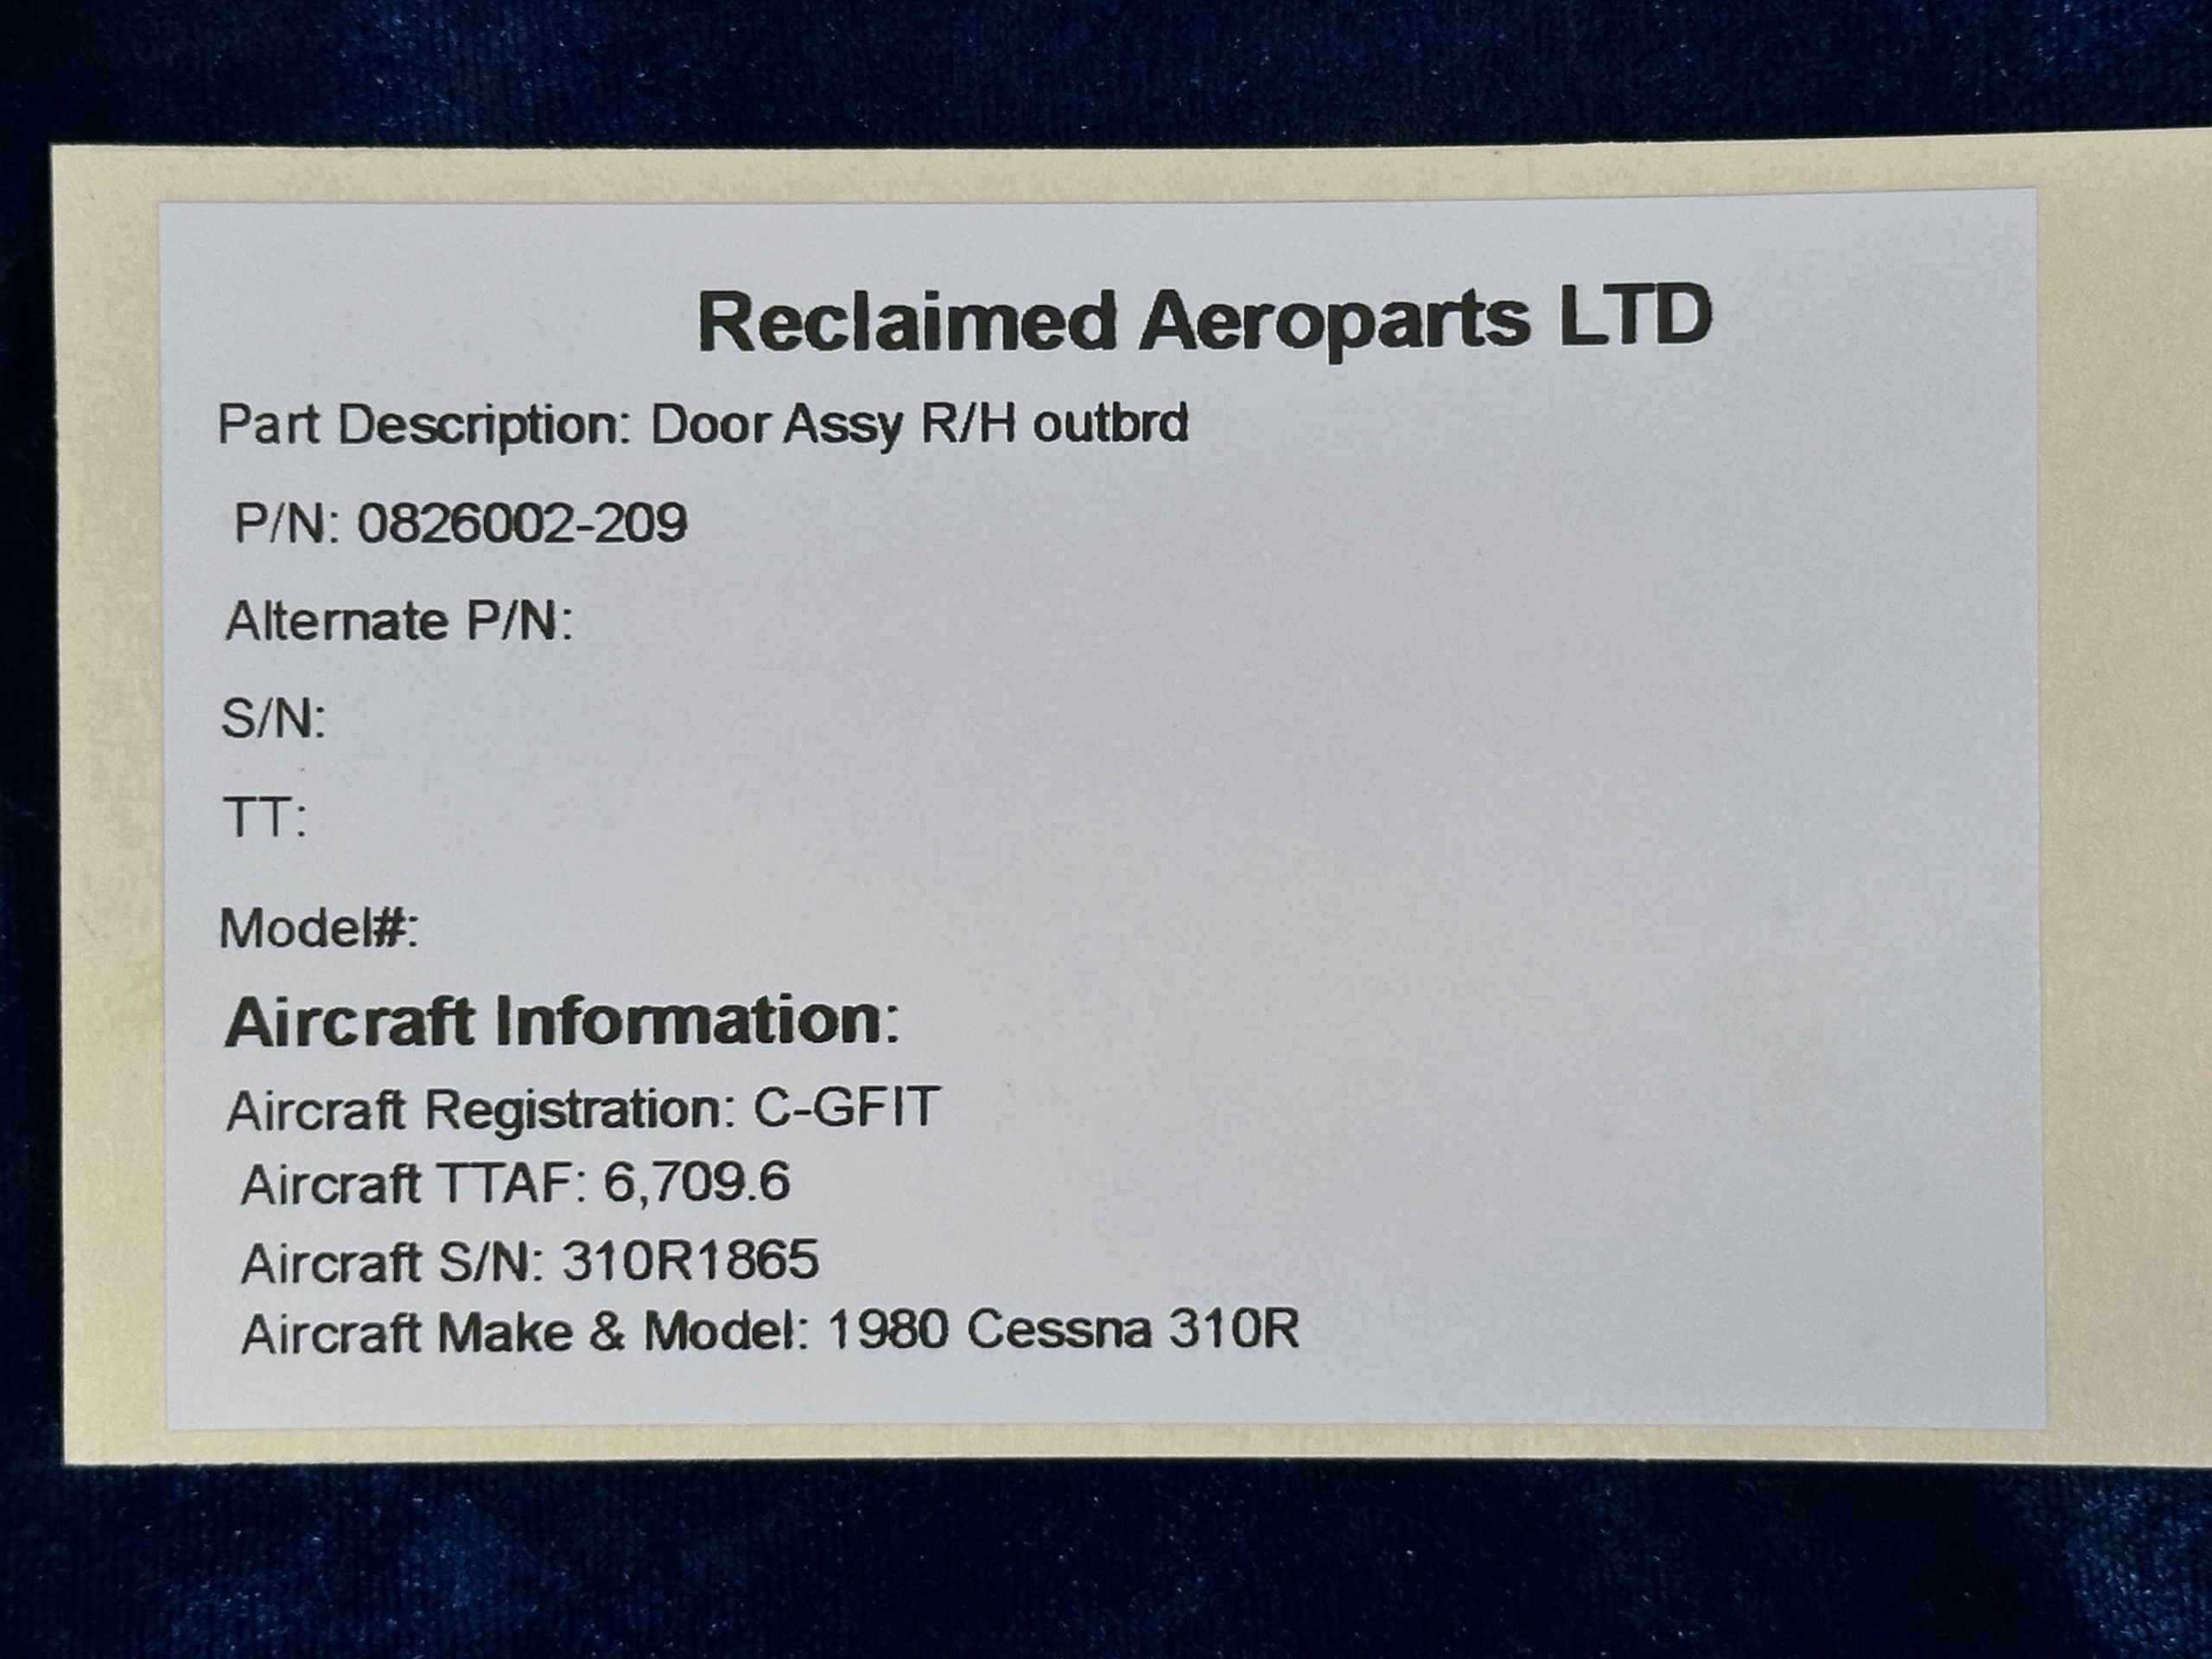 Reclaimed Aeroparts LTD
Part Description: Door Assy R/H outbrd
P/N: 0826002-209
Alternate P/N:
S/N:
TT:
Model#:
Aircraft Information:
Aircraft Registration: C-GFIT
Aircraft TTAF: 6,709.6
Aircraft S/N: 310R1865
Aircraft Make & Model: 1980 Cessna 310R